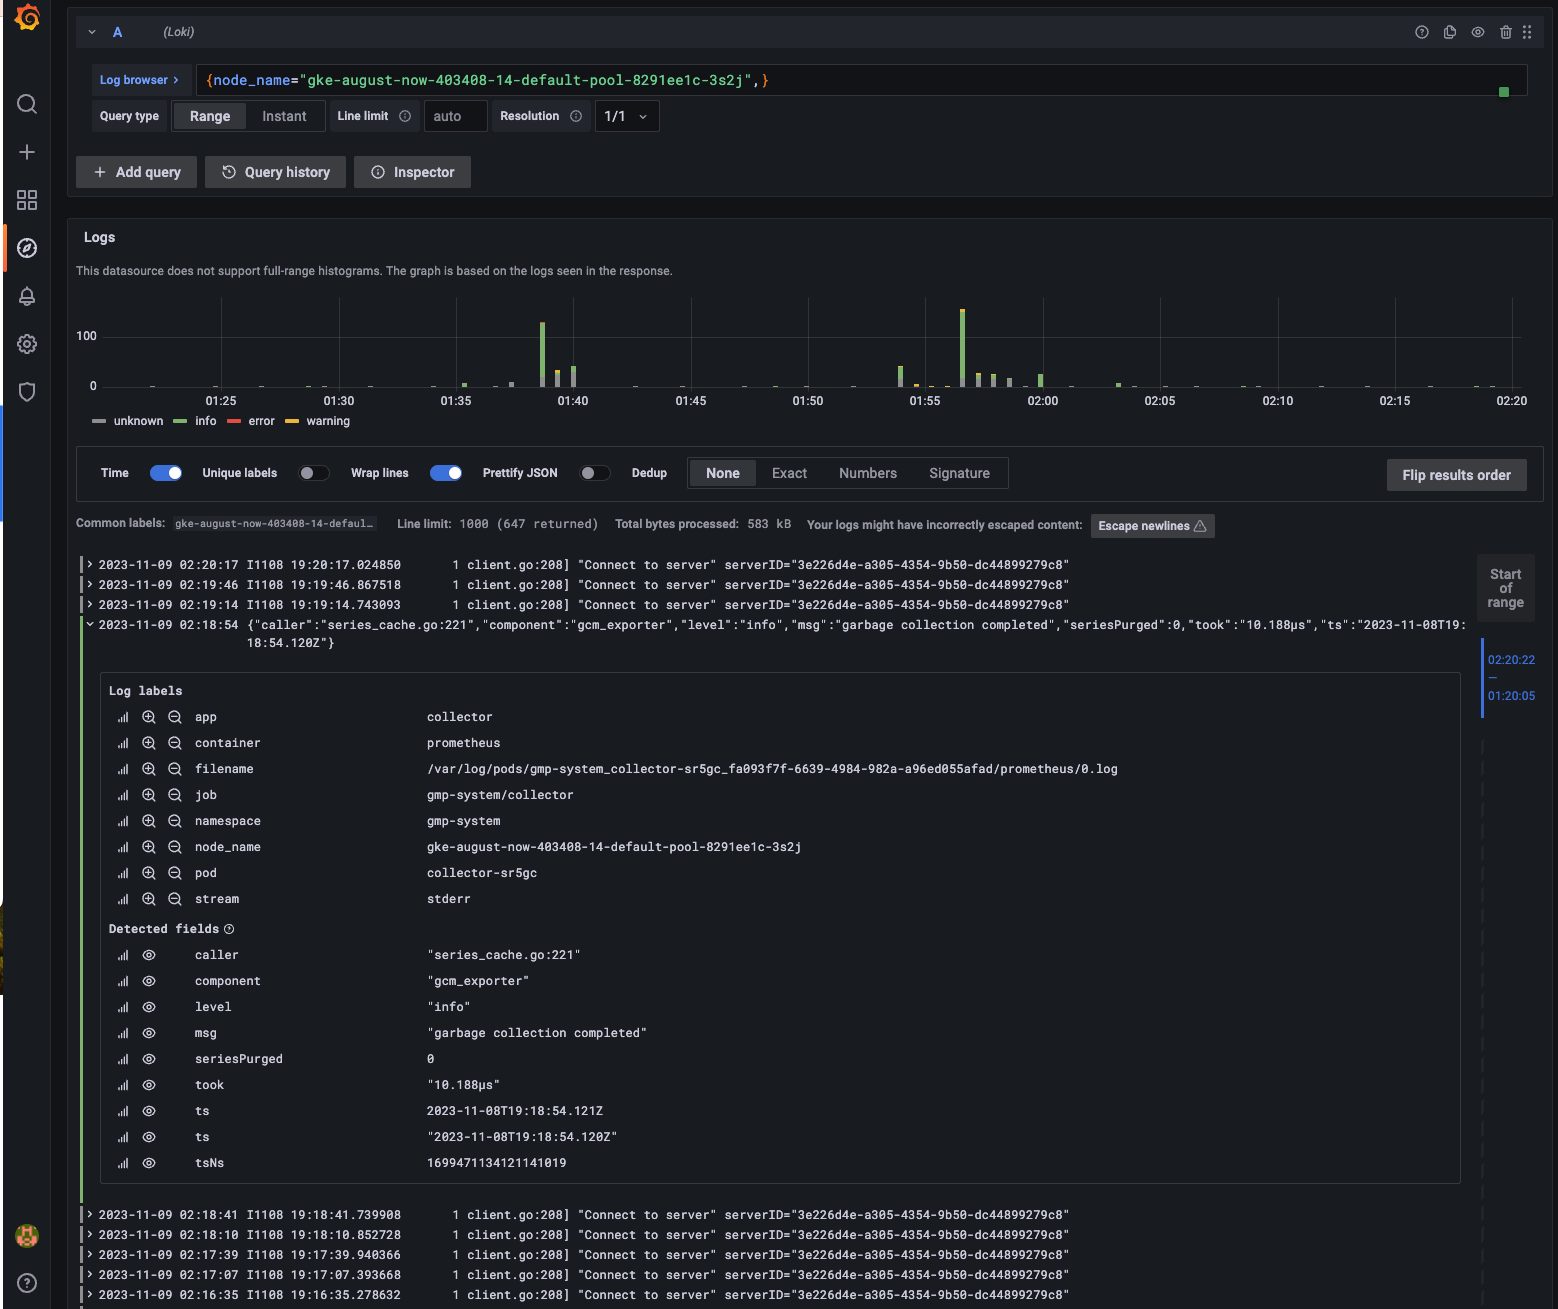 A (Loki)
Log browser > {node_name="gke-august-now-403408-14-default-pool-8291ee1c-3s2j",}
Query type Range Instant Line limit auto Resolution 1/1
+ Add query Query history Inspector
Logs
This datasource does not support full-range histograms. The graph is based on the logs seen in the response.
100
0
01:25 01:30 01:35 01:40 01:45 01:50 01:55 02:00 02:05 02:10 02:15 02:20
unknown info error warning
Time Unique labels Wrap lines Prettify JSON Dedup None Exact Numbers Signature Flip results order
Common labels: gke-august-now-403408-14-defaul… Line limit: 1000 (647 returned) Total bytes processed: 583 kB Your logs might have incorrectly escaped content: Escape newlines
> 2023-11-09 02:20:17 I1108 19:20:17.024850 1 client.go:208] "Connect to server" serverID="3e226d4e-a305-4354-9b50-dc44899279c8"
> 2023-11-09 02:19:46 I1108 19:19:46.867518 1 client.go:208] "Connect to server" serverID="3e226d4e-a305-4354-9b50-dc44899279c8"
> 2023-11-09 02:19:14 I1108 19:19:14.743093 1 client.go:208] "Connect to server" serverID="3e226d4e-a305-4354-9b50-dc44899279c8"
2023-11-09 02:18:54 {"caller":"series_cache.go:221","component":"gcm_exporter","level":"info","msg":"garbage collection completed","seriesPurged":0,"took":"10.188µs","ts":"2023-11-08T19:
18:54.120Z"}
Start
of
range
02:20:22
—
01:20:05
Log labels
app collector
container prometheus
filename /var/log/pods/gmp-system_collector-sr5gc_fa093f7f-6639-4984-982a-a96ed055afad/prometheus/0.log
job gmp-system/collector
namespace gmp-system
node_name gke-august-now-403408-14-default-pool-8291ee1c-3s2j
pod collector-sr5gc
stream stderr
Detected fields
caller "series_cache.go:221"
component "gcm_exporter"
level "info"
msg "garbage collection completed"
seriesPurged 0
took "10.188µs"
ts 2023-11-08T19:18:54.121Z
ts "2023-11-08T19:18:54.120Z"
tsNs 1699471134121141019
> 2023-11-09 02:18:41 I1108 19:18:41.739908 1 client.go:208] "Connect to server" serverID="3e226d4e-a305-4354-9b50-dc44899279c8"
> 2023-11-09 02:18:10 I1108 19:18:10.852728 1 client.go:208] "Connect to server" serverID="3e226d4e-a305-4354-9b50-dc44899279c8"
> 2023-11-09 02:17:39 I1108 19:17:39.940366 1 client.go:208] "Connect to server" serverID="3e226d4e-a305-4354-9b50-dc44899279c8"
> 2023-11-09 02:17:07 I1108 19:17:07.393668 1 client.go:208] "Connect to server" serverID="3e226d4e-a305-4354-9b50-dc44899279c8"
> 2023-11-09 02:16:35 I1108 19:16:35.278632 1 client.go:208] "Connect to server" serverID="3e226d4e-a305-4354-9b50-dc44899279c8"